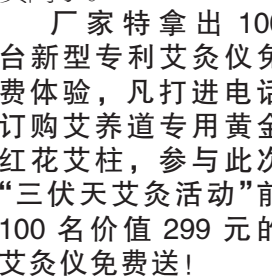 厂家特拿出 100
台新型专利艾灸仪免
费体验，凡打进电话
订购艾养道专用黄金
红花艾柱，参与此次
“三伏天艾灸活动”前
100 名价值 299 元的
艾灸仪免费送！